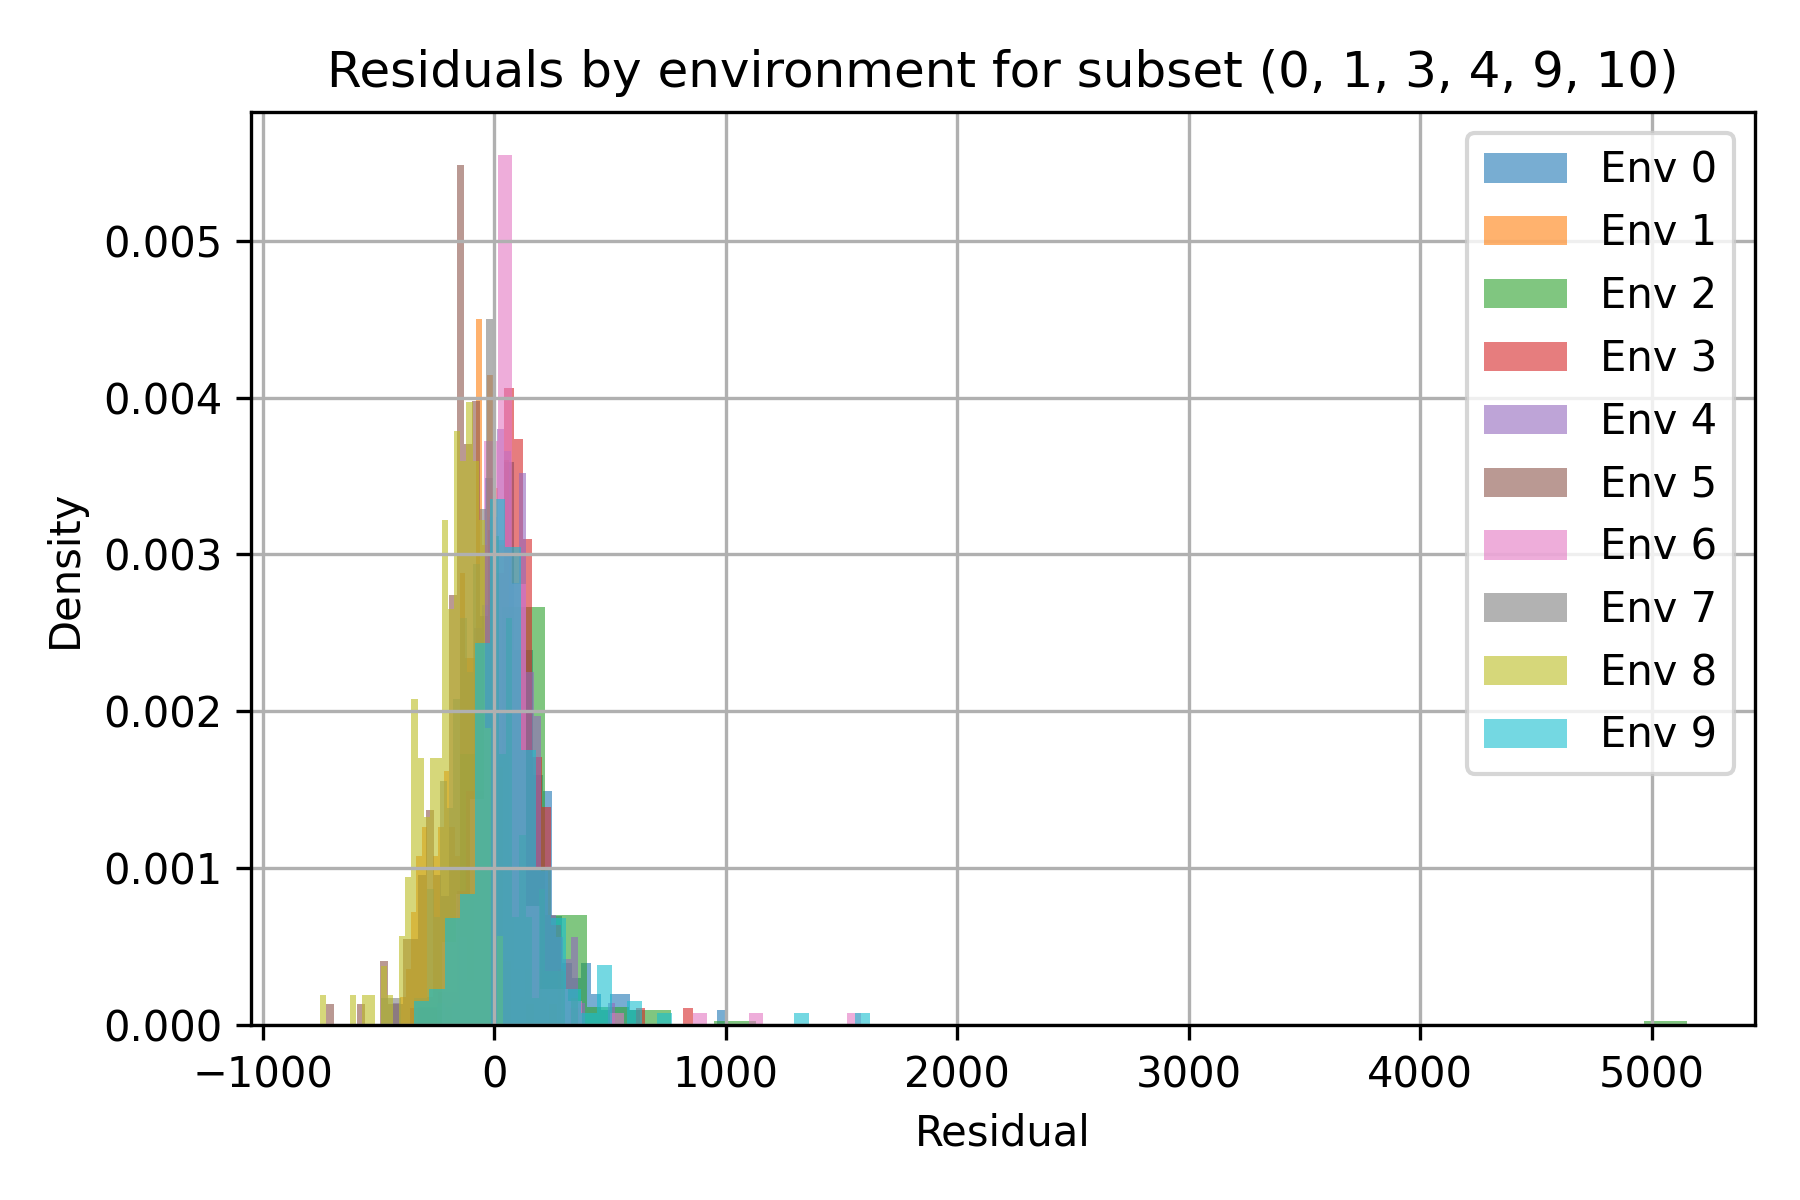 Residuals by environment for subset (0, 1, 3, 4, 9, 10)
Density
0.005
0.004
0.003
0.002
0.001
0.000
−1000
0
1000
2000
3000
4000
5000
Residual
Env 0
Env 1
Env 2
Env 3
Env 4
Env 5
Env 6
Env 7
Env 8
Env 9